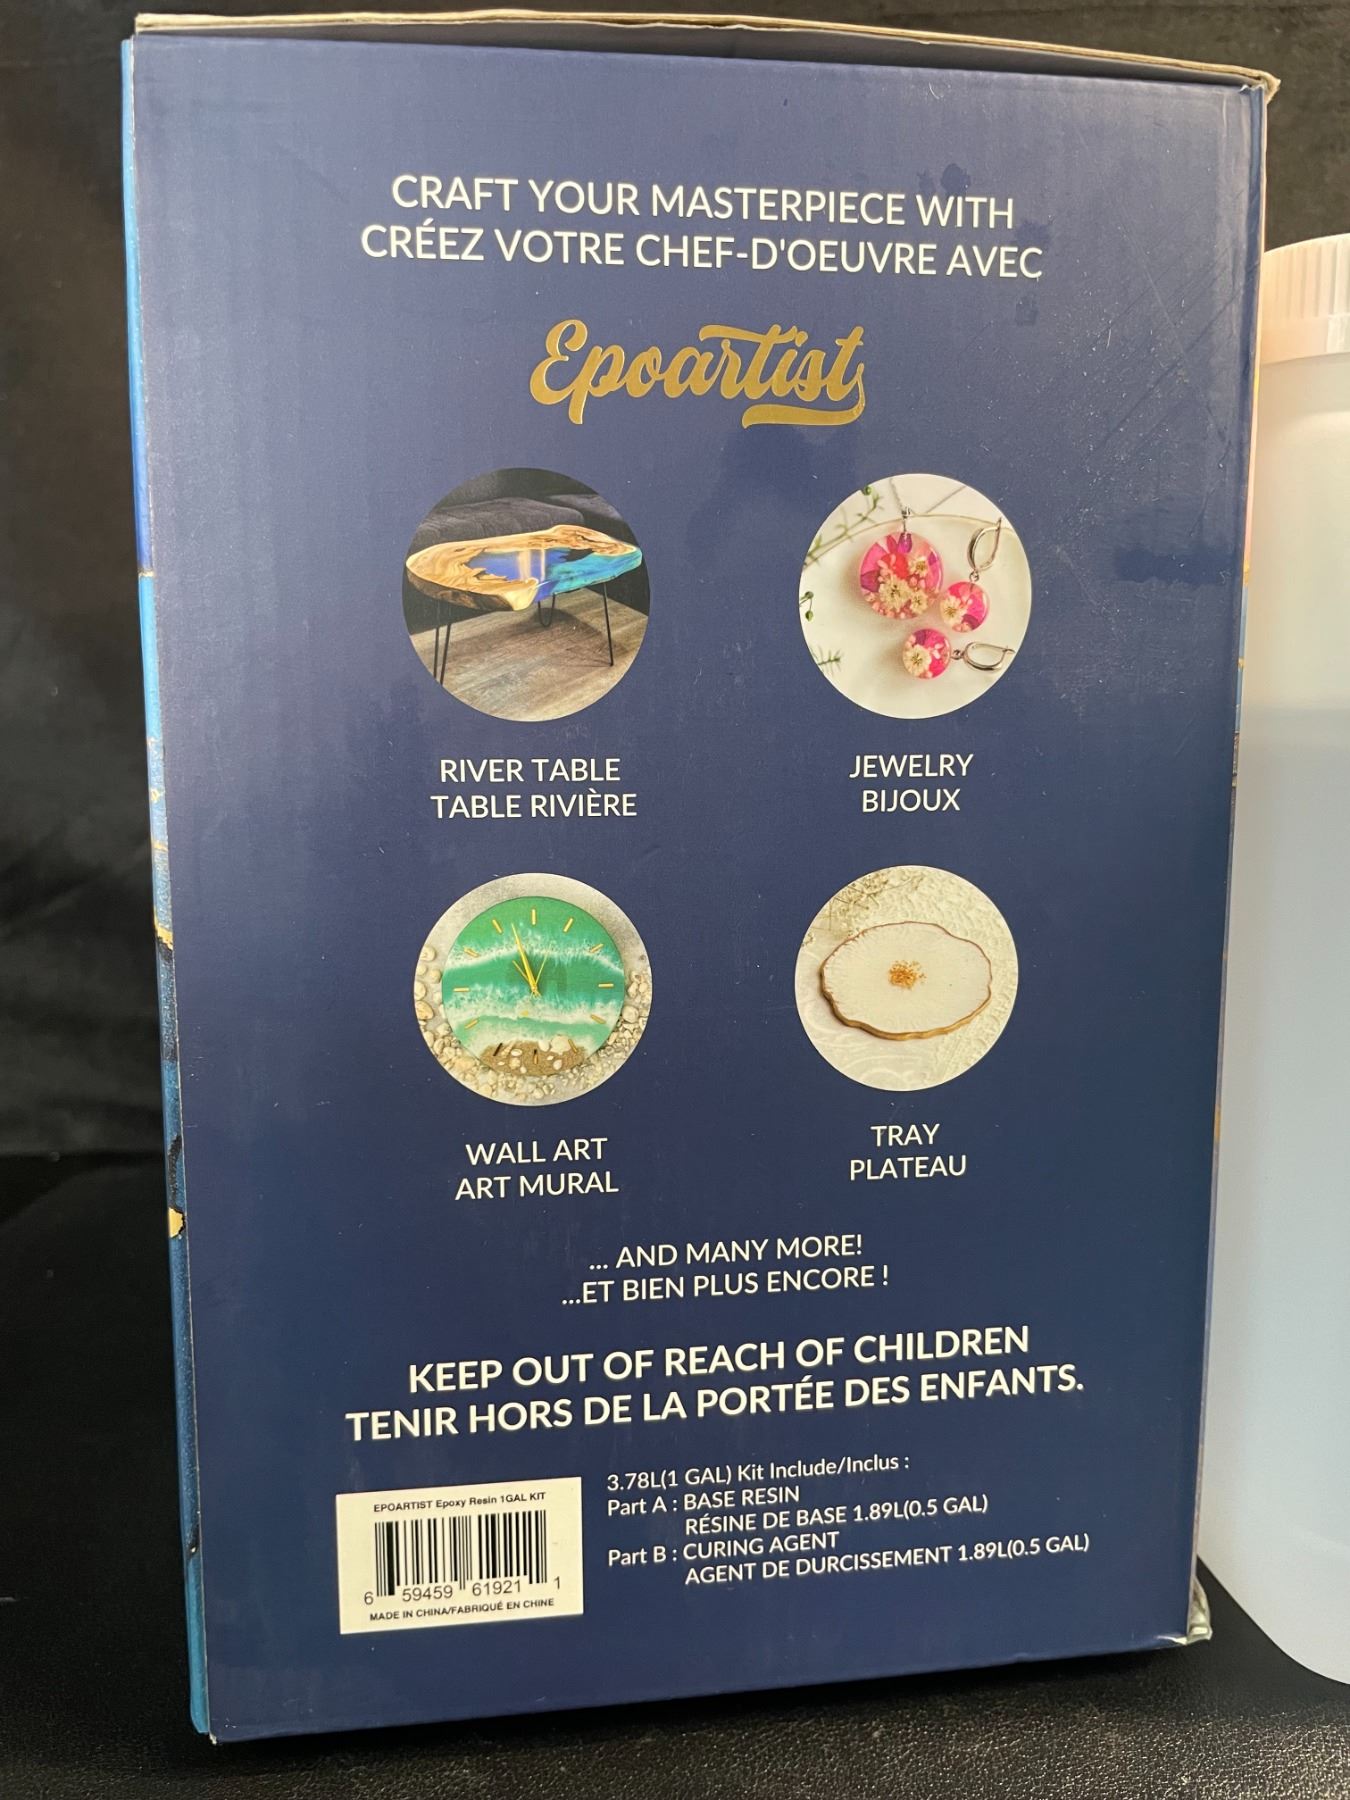 CRAFT YOUR MASTERPIECE WITH
CRÉEZ VOTRE CHEF-D'OEUVRE AVEC
Epoartist
RIVER TABLE
TABLE RIVIÈRE
JEWELRY
BIJOUX
WALL ART
ART MURAL
TRAY
PLATEAU
... AND MANY MORE!
...ET BIEN PLUS ENCORE !
KEEP OUT OF REACH OF CHILDREN
TENIR HORS DE LA PORTÉE DES ENFANTS.
EPOARTIST Epoxy Resin 1GAL KIT
6 59459 61921 1
MADE IN CHINA/FABRIQUÉ EN CHINE
3.78L(1 GAL) Kit Include/Inclus :
Part A : BASE RESIN
RÉSINE DE BASE 1.89L(0.5 GAL)
Part B : CURING AGENT
AGENT DE DURCISSEMENT 1.89L(0.5 GAL)